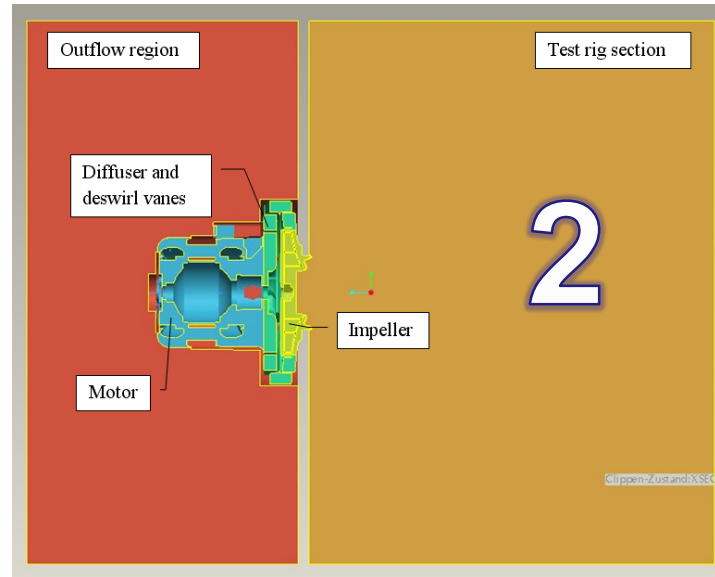 Outflow region
Test rig section
Diffuser and
deswirl vanes
2
Impeller
Motor
Clippen-Zustand:XSEC